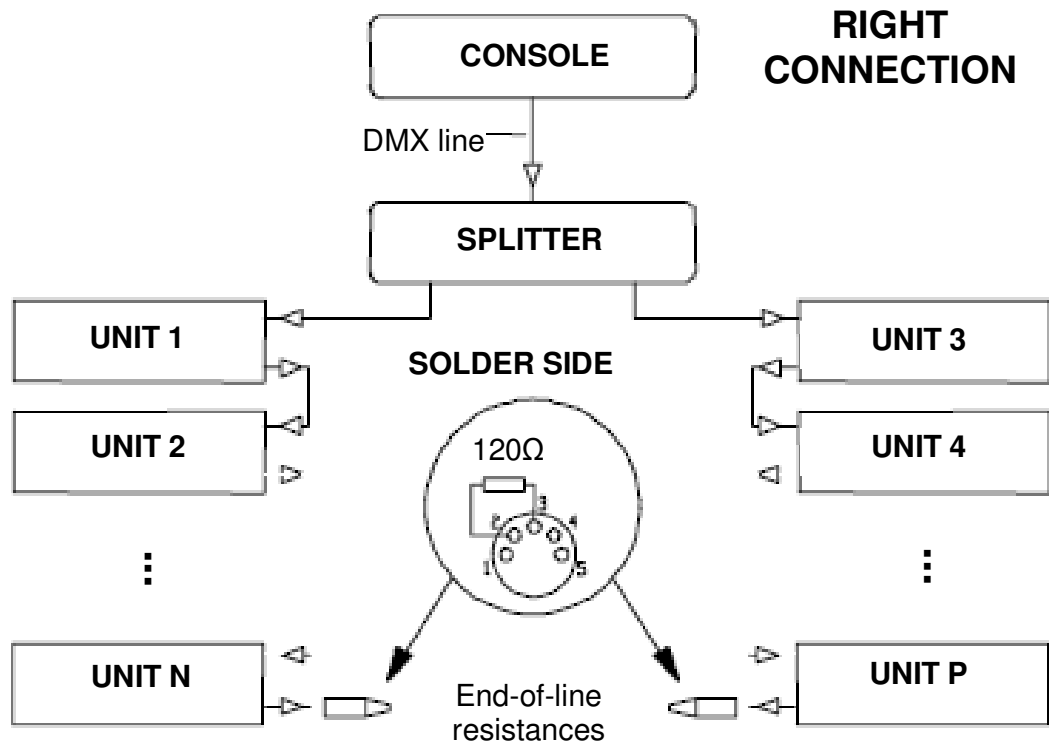 RIGHT
CONNECTION
CONSOLE
DMX line
SPLITTER
UNIT 1
UNIT 3
SOLDER SIDE
UNIT 2
UNIT 4
120Ω
3
2
4
1
5
⋮
⋮
UNIT N
UNIT P
End-of-line
resistances